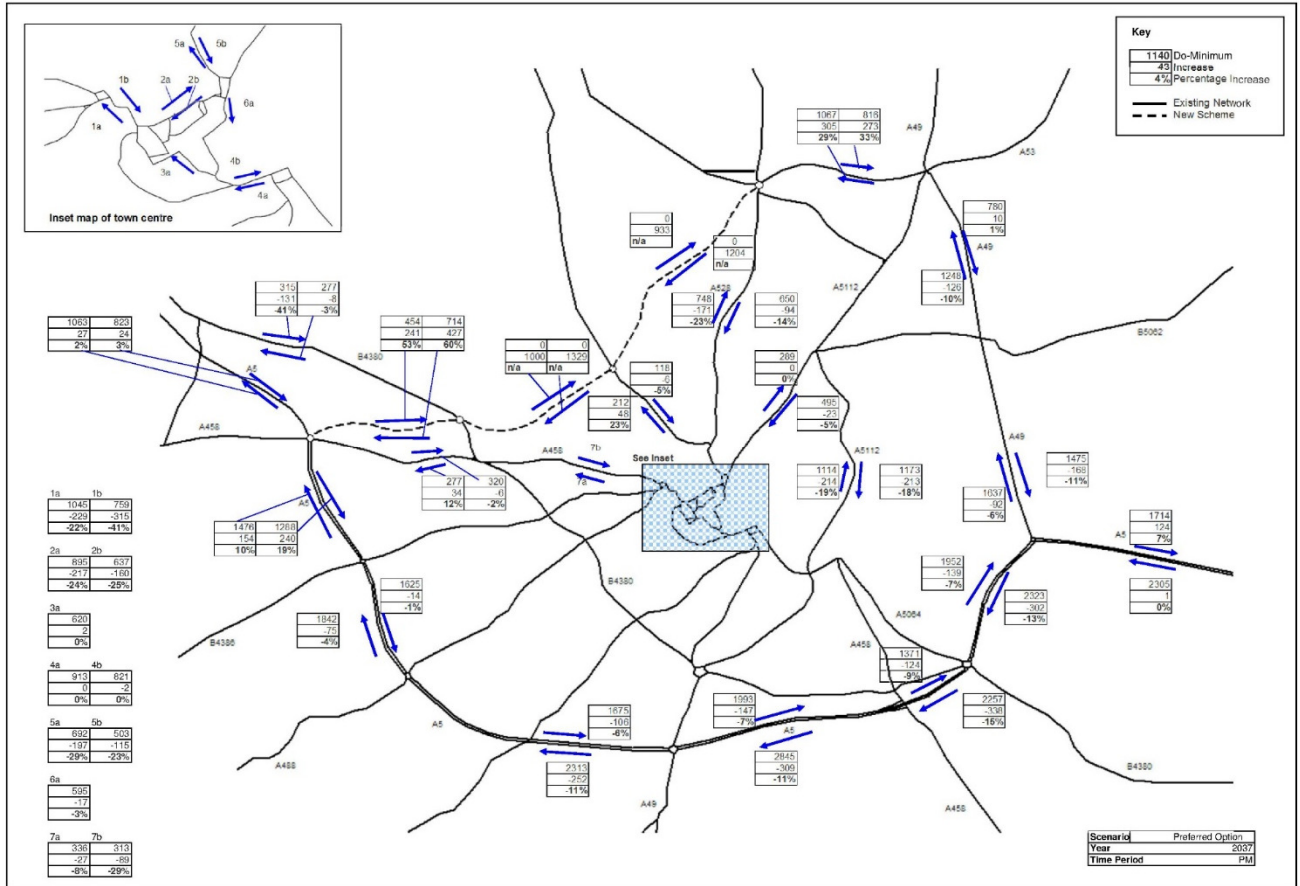 5a 5b
1b 2a 2b
6a
1a
3a
4b
4a
Inset map of town centre
Key
1140 Do-Minimum
43 Increase
4% Percentage Increase
Existing Network
New Scheme
1067 816
305 273
29% 33%
A49
A53
780
10
1%
A49
1248
-126
-10%
0
933
n/a
0
1204
n/a
A528
A5112
748
-171
-23%
650
-94
-14%
B5062
315 277
-131 -8
-41% -3%
1063 823
27 24
2% 3%
454 714
241 427
53% 60%
B4380
A5
0 0
1000 1329
n/a n/a
118
-6
-5%
289
0
0%
212
48
23%
495
-23
-5%
A458
A458
7b
7a
See Inset
A5112
A49
277
34
12%
320
-6
-2%
1114
-214
-19%
1173
-213
-18%
1475
-168
-11%
1637
-92
-6%
A5
1476 1288
154 240
10% 19%
A5
1714
124
7%
1952
-139
-7%
2305
1
0%
2323
-302
-13%
B4380
1625
-14
-1%
1842
-75
-4%
B4386
A5064
A458
1371
-124
-9%
2257
-338
-15%
1993
-147
-7%
A5
1675
-106
-6%
A5
2845
-309
-11%
2313
-252
-11%
A488
A49
A458
B4380
1a 1b
1045 759
-229 -315
-22% -41%
2a 2b
895 637
-217 -160
-24% -25%
3a
620
2
0%
4a 4b
913 821
0 -2
0% 0%
5a 5b
692 503
-197 -115
-29% -23%
6a
595
-17
-3%
7a 7b
336 313
-27 -89
-8% -29%
Scenario Preferred Option
Year 2037
Time Period PM